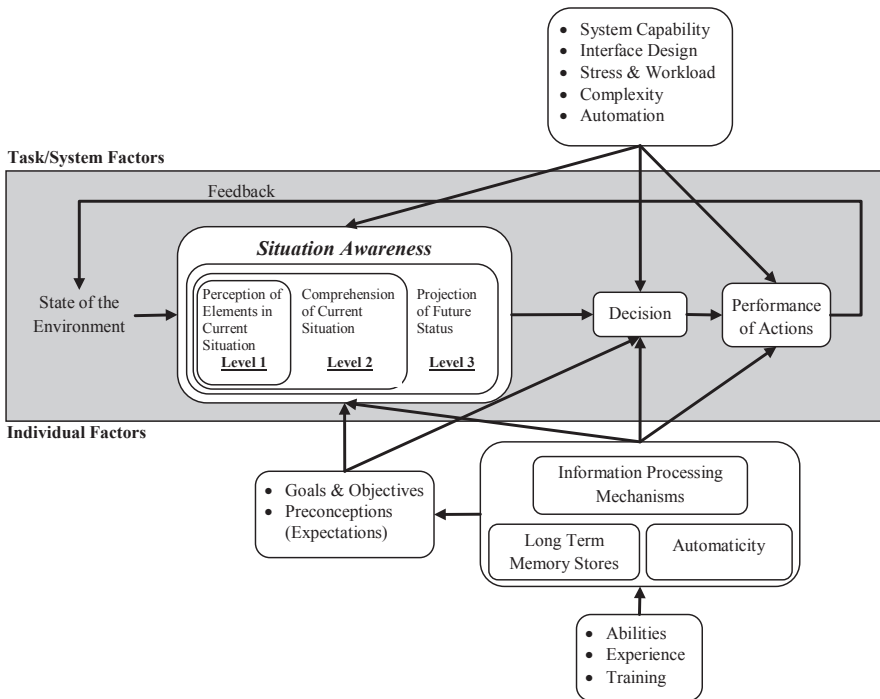 • System Capability
• Interface Design
• Stress & Workload
• Complexity
• Automation
Task/System Factors
Feedback
Situation Awareness
State of the
Environment
Perception of
Elements in
Current
Situation
Level 1
Comprehension
of Current
Situation
Level 2
Projection
of Future
Status
Level 3
Decision
Performance
of Actions
Individual Factors
• Goals & Objectives
• Preconceptions
(Expectations)
Information Processing
Mechanisms
Long Term
Memory Stores
Automaticity
• Abilities
• Experience
• Training